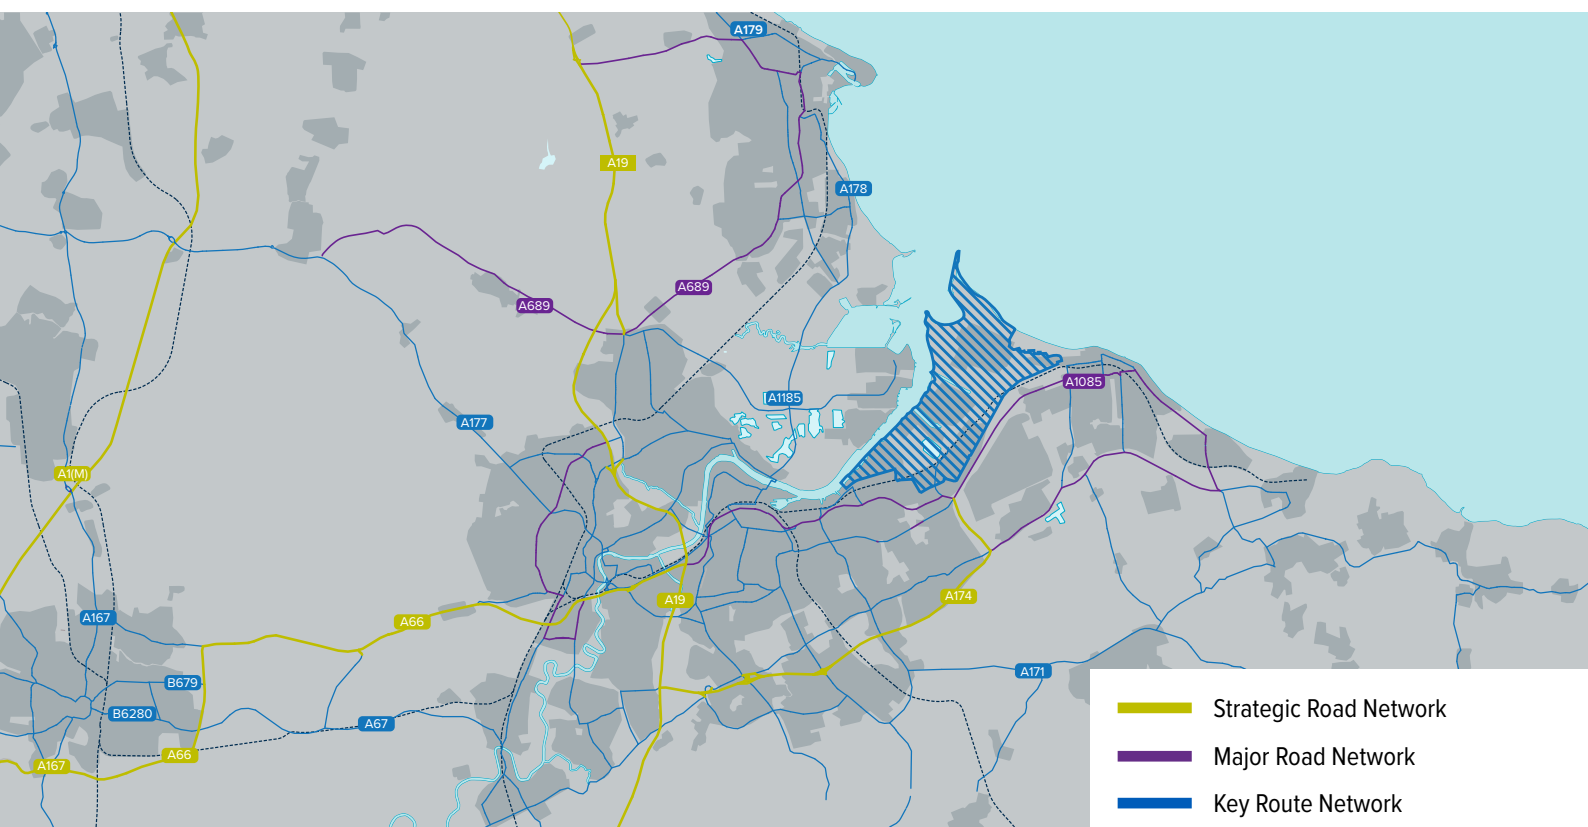 A179
A19
A178
A689
A689
A1085
A1185
A177
A1(M)
A174
A19
A167
A66
A171
B679
B6280
A67
A66
A167
Strategic Road Network
Major Road Network
Key Route Network